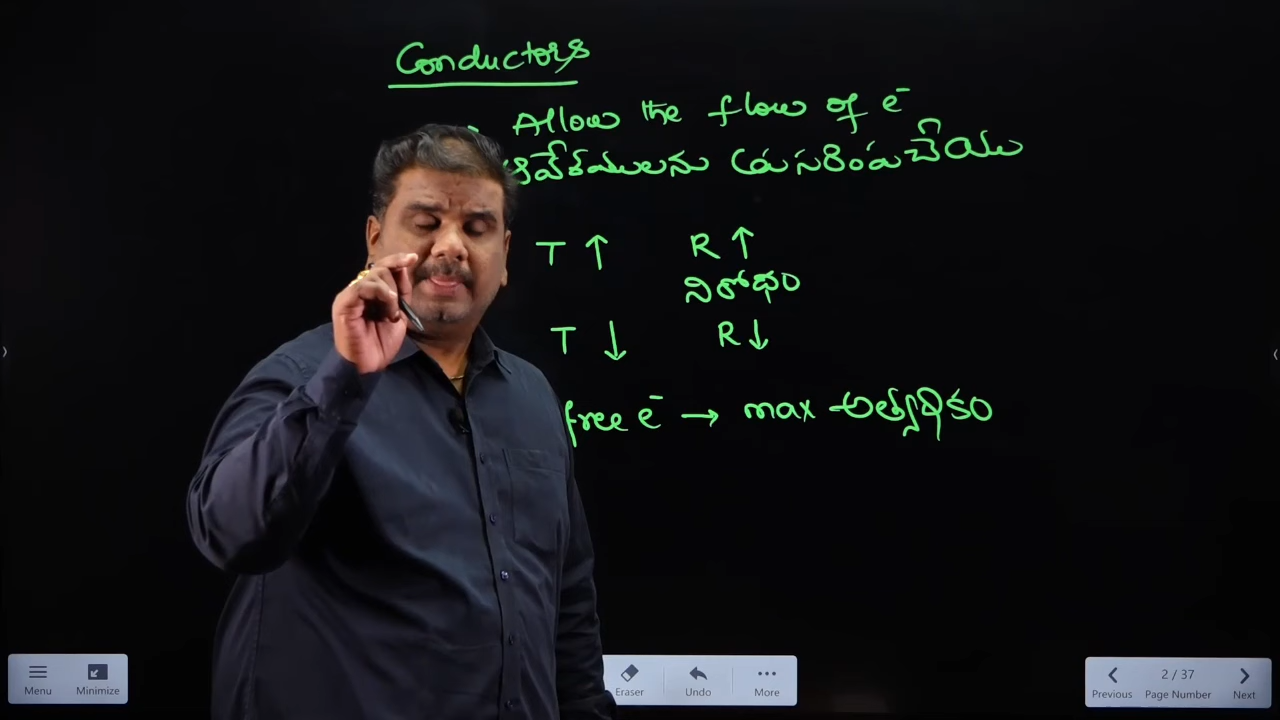 Conductors
Allow the flow of e⁻
ఆవేశములను ప్రసరింపచేయు
T ↑ R ↑
నిరోధం
T ↓ R ↓
free e⁻ → max అత్యధికం
Menu Minimize Eraser Undo More Previous 2 / 37 Page Number Next